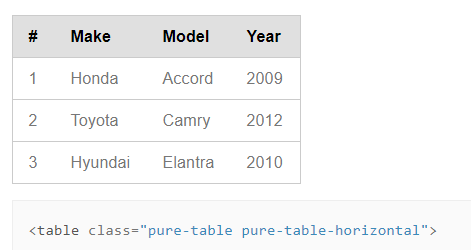 # Make Model Year
1 Honda Accord 2009
2 Toyota Camry 2012
3 Hyundai Elantra 2010
<table class="pure-table pure-table-horizontal">